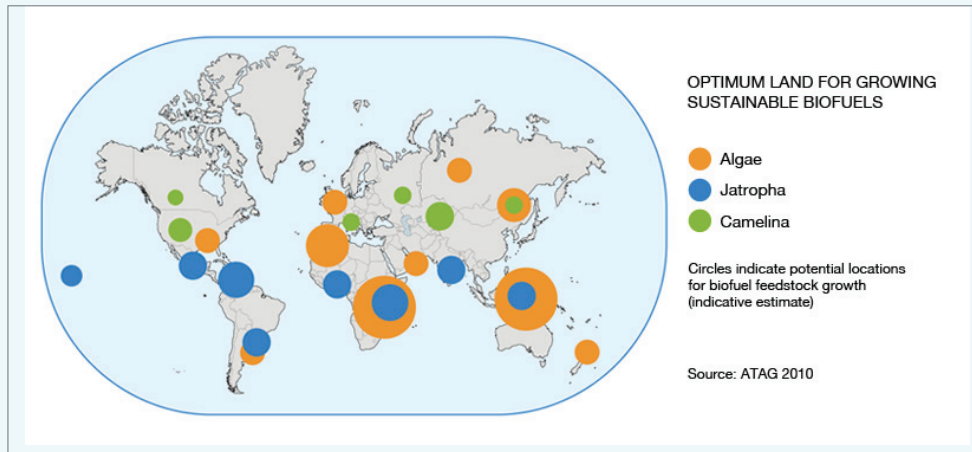 OPTIMUM LAND FOR GROWING
SUSTAINABLE BIOFUELS
Algae
Jatropha
Camelina
Circles indicate potential locations
for biofuel feedstock growth
(indicative estimate)
Source: ATAG 2010